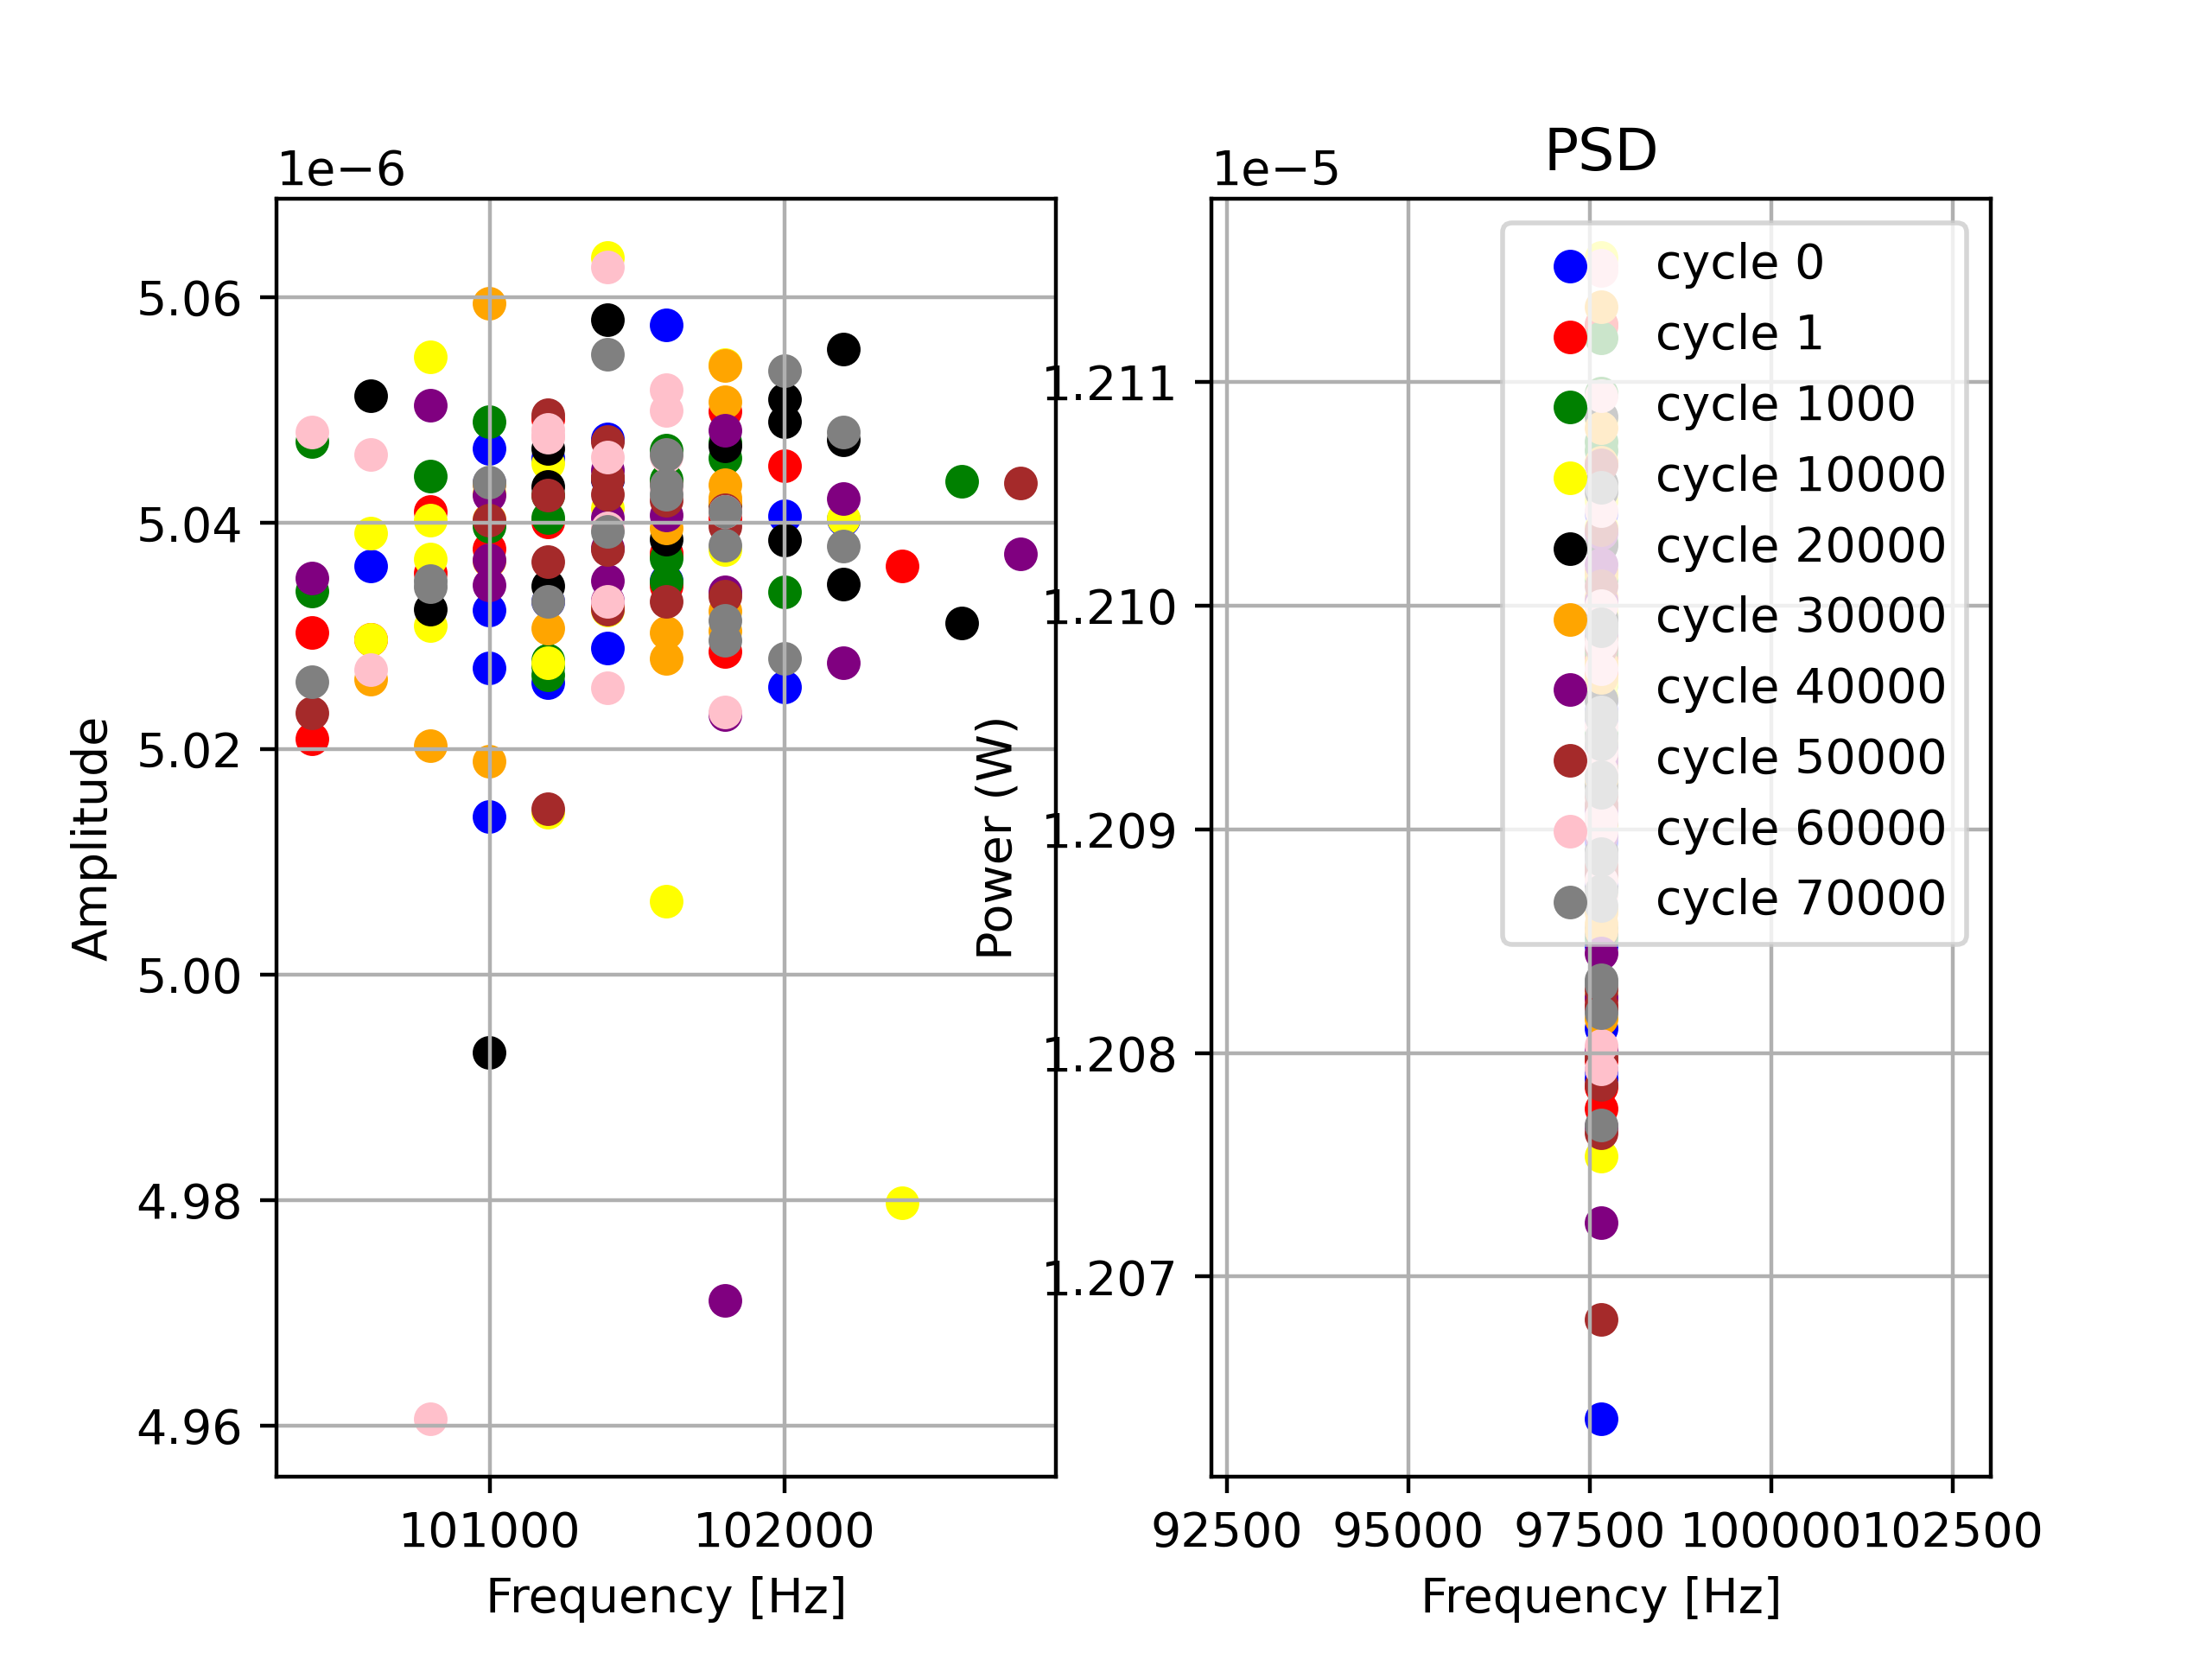 PSD
1e−6
1e−5
5.06
5.04
5.02
5.00
4.98
4.96
Amplitude
101000
102000
Frequency [Hz]
1.211
1.210
1.209
1.208
1.207
Power (W)
92500
95000
97500
100000
102500
Frequency [Hz]
cycle 0
cycle 1
cycle 1000
cycle 10000
cycle 20000
cycle 30000
cycle 40000
cycle 50000
cycle 60000
cycle 70000